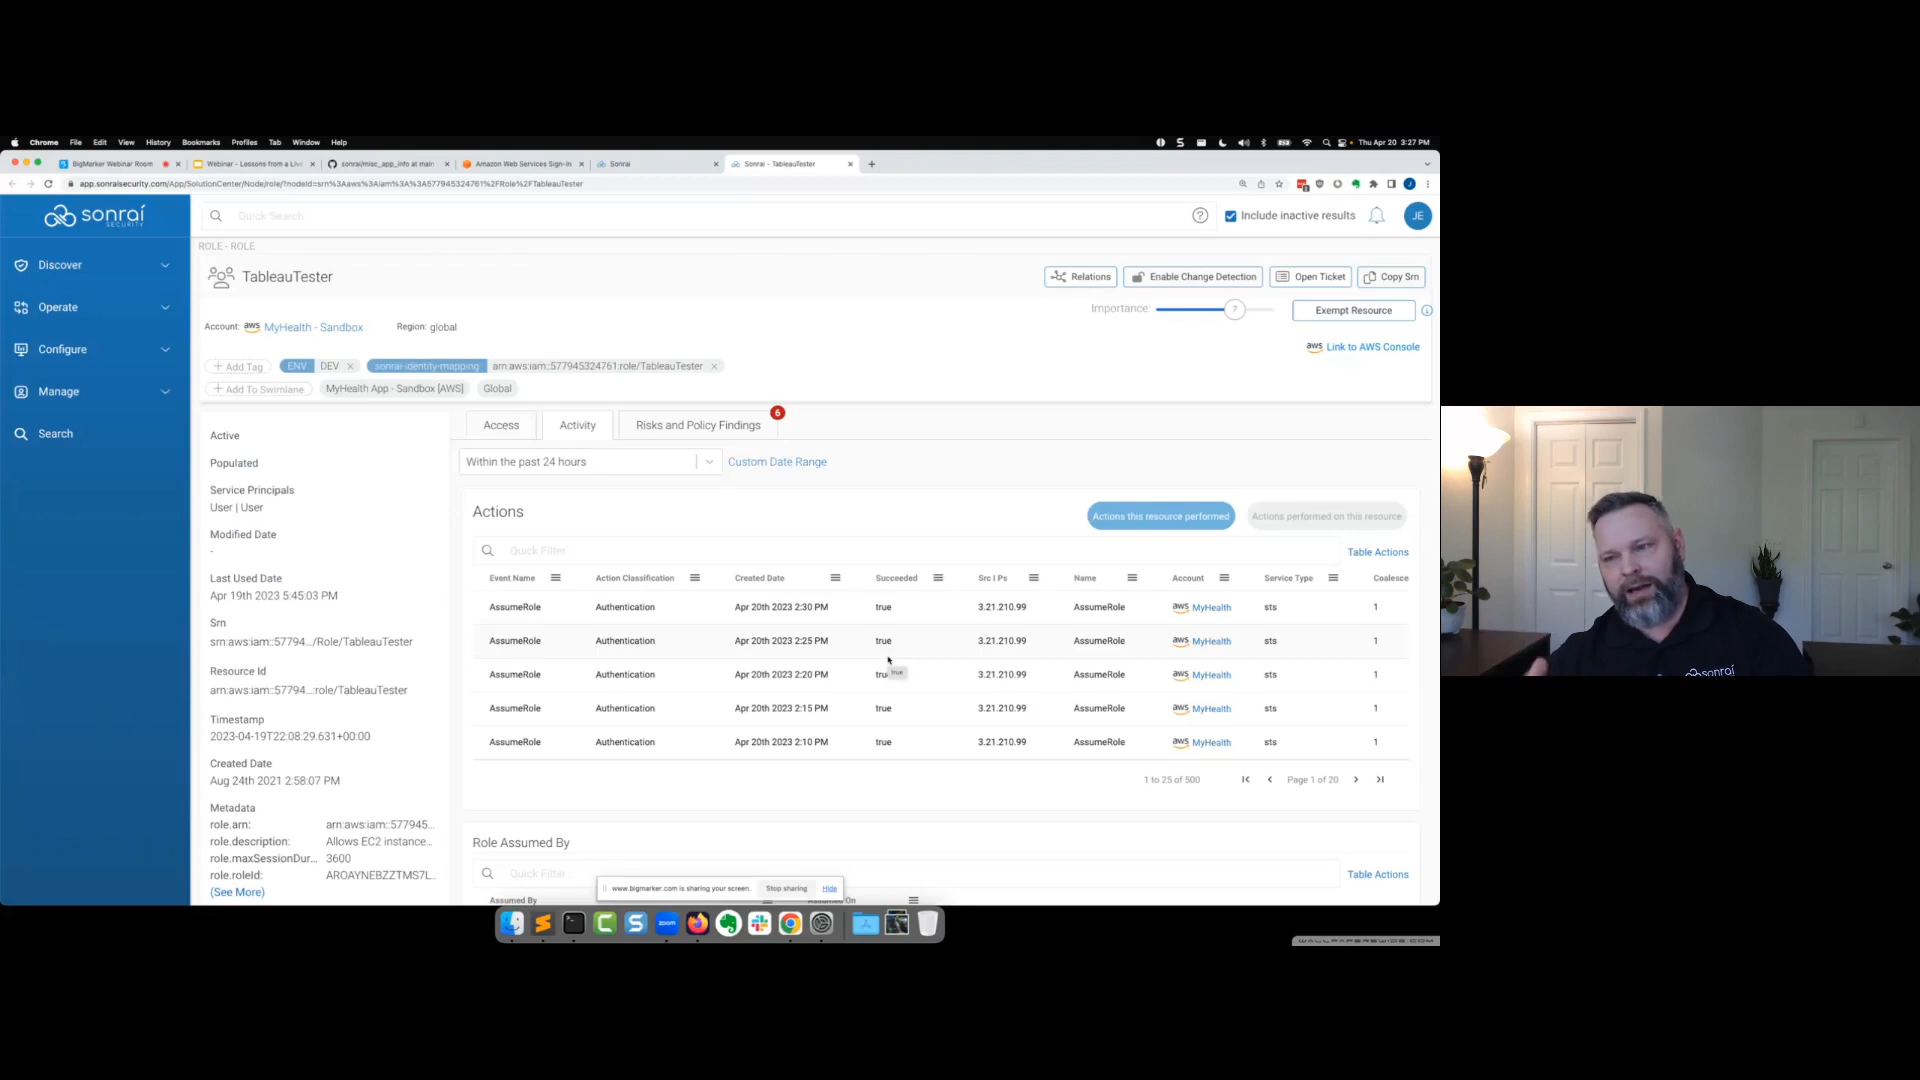 Chrome File Edit View History Bookmarks Profiles Tab Window Help
Thu Apr 20 3:27 PM
BigMarker Webinar Room
Webinar - Lessons from a Live
sonrai/misc_app_info at main
Amazon Web Services Sign-In
Sonrai
Sonrai - TableauTester
app.sonraisecurity.com/App/SolutionCenter/Node/role/?nodeId=srn%3Aaws%3Aiam%3A%3A577945324761%2FRole%2FTableauTester
sonraí
SECURITY
Quick Search
Include inactive results
JE
Discover
Operate
Configure
Manage
Search
ROLE - ROLE
TableauTester
Relations
Enable Change Detection
Open Ticket
Copy Srn
Importance: 7
Exempt Resource
Account: aws MyHealth - Sandbox Region: global
aws Link to AWS Console
+ Add Tag ENV DEV sonrai-identity-mapping arn:aws:iam::577945324761:role/TableauTester
+ Add To Swimlane MyHealth App - Sandbox [AWS] Global
Active
Populated
Service Principals
User | User
Modified Date
-
Last Used Date
Apr 19th 2023 5:45:03 PM
Srn
srn:aws:iam::57794.../Role/TableauTester
Resource Id
arn:aws:iam::57794...:role/TableauTester
Timestamp
2023-04-19T22:08:29.631+00:00
Created Date
Aug 24th 2021 2:58:07 PM
Metadata
role.arn: arn:aws:iam::577945...
role.description: Allows EC2 instance...
role.maxSessionDur... 3600
role.roleId: AROAYNEBZZTMS7L...
(See More)
Access
Activity
Risks and Policy Findings
6
Within the past 24 hours
Custom Date Range
Actions
Actions this resource performed
Actions performed on this resource
Quick Filter
Table Actions
Event Name Action Classification Created Date Succeeded Src I Ps Name Account Service Type Coalesce
AssumeRole Authentication Apr 20th 2023 2:30 PM true 3.21.210.99 AssumeRole aws MyHealth sts 1
AssumeRole Authentication Apr 20th 2023 2:25 PM true 3.21.210.99 AssumeRole aws MyHealth sts 1
AssumeRole Authentication Apr 20th 2023 2:20 PM true 3.21.210.99 AssumeRole aws MyHealth sts 1
true
AssumeRole Authentication Apr 20th 2023 2:15 PM true 3.21.210.99 AssumeRole aws MyHealth sts 1
AssumeRole Authentication Apr 20th 2023 2:10 PM true 3.21.210.99 AssumeRole aws MyHealth sts 1
1 to 25 of 500 Page 1 of 20
Role Assumed By
Quick Filter
Table Actions
www.bigmarker.com is sharing your screen. Stop sharing Hide
Assumed By
Assumed On
zoom
WALLPAPERSWIDE.COM
sonraí